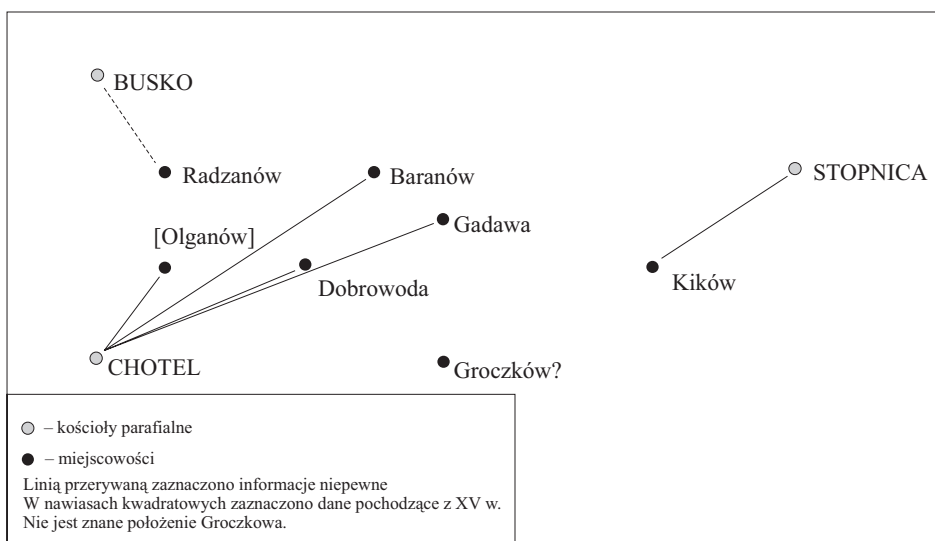 BUSKO
Radzanów
Baranów
STOPNICA
[Olganów]
Gadawa
Dobrowoda
Kików
CHOTEL
Groczków?
– kościoły parafialne
– miejscowości
Linią przerywaną zaznaczono informacje niepewne
W nawiasach kwadratowych zaznaczono dane pochodzące z XV w.
Nie jest znane położenie Groczkowa.